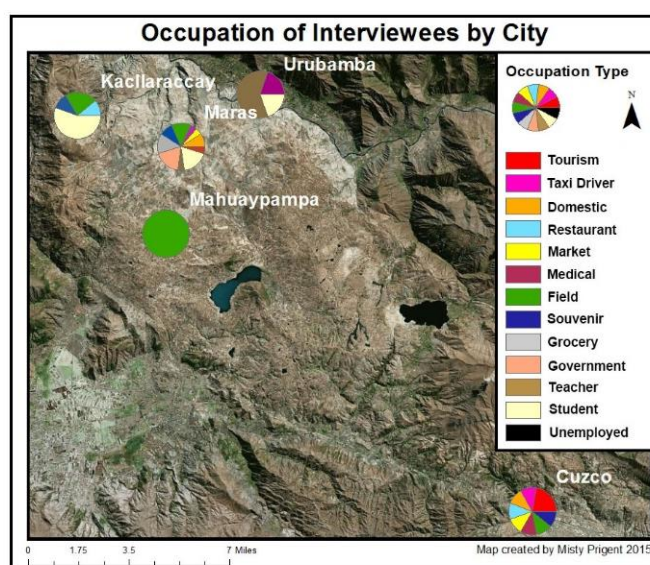 Occupation of Interviewees by City
Urubamba
Kacllaraccay
Maras
Mahuaypampa
Cuzco
Occupation Type
N
Tourism
Taxi Driver
Domestic
Restaurant
Market
Medical
Field
Souvenir
Grocery
Government
Teacher
Student
Unemployed
0 1.75 3.5 7 Miles
Map created by Misty Prigent 2015